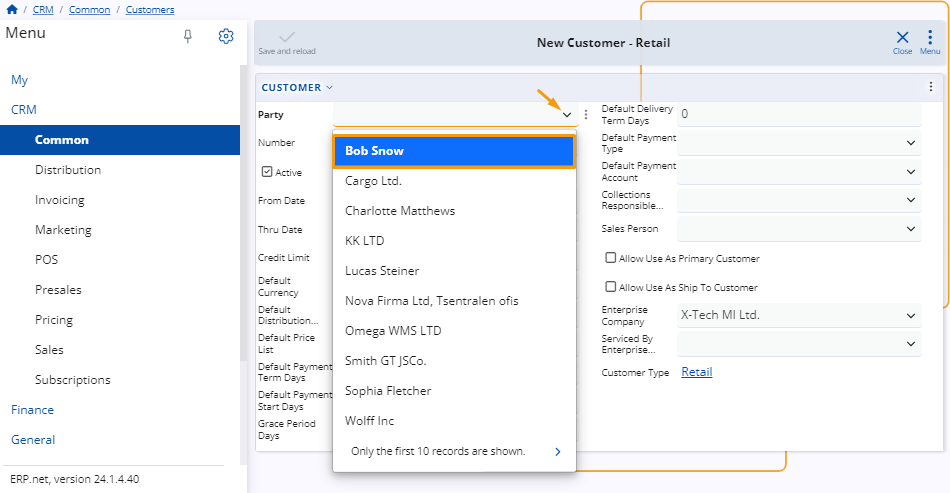 / CRM / Common / Customers
Menu
My
CRM
Common
Distribution
Invoicing
Marketing
POS
Presales
Pricing
Sales
Subscriptions
Finance
General
ERP.net, version 24.1.4.40
Save and reload
New Customer - Retail
Close
Menu
CUSTOMER
Party
Number
Active
From Date
Thru Date
Credit Limit
Default
Currency
Default
Distribution...
Default Price
List
Default Payment
Term Days
Default Payment
Start Days
Grace Period
Days
Bob Snow
Cargo Ltd.
Charlotte Matthews
KK LTD
Lucas Steiner
Nova Firma Ltd, Tsentralen ofis
Omega WMS LTD
Smith GT JSCo.
Sophia Fletcher
Wolff Inc
Only the first 10 records are shown.
Default Delivery
Term Days
0
Default Payment
Type
Default Payment
Account
Collections
Responsible...
Sales Person
Allow Use As Primary Customer
Allow Use As Ship To Customer
Enterprise
Company
X-Tech MI Ltd.
Serviced By
Enterprise...
Customer Type
Retail